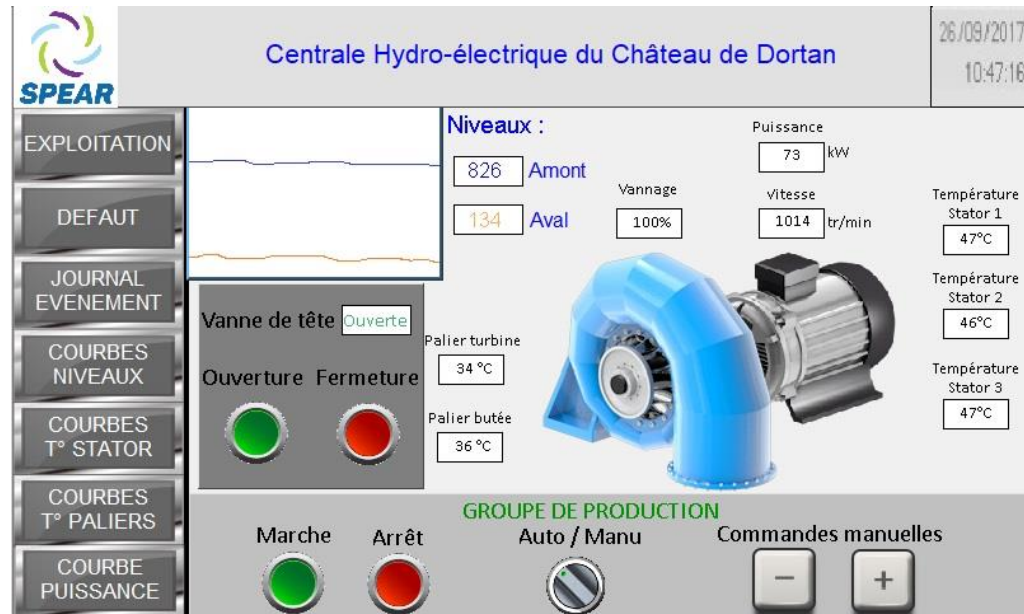 SPEAR
Centrale Hydro-électrique du Château de Dortan
26/09/2017
10:47:16
EXPLOITATION
DEFAUT
JOURNAL
EVENEMENT
COURBES
NIVEAUX
COURBES
T° STATOR
COURBES
T° PALIERS
COURBE
PUISSANCE
Niveaux :
826 Amont
134 Aval
Vannage
100%
Puissance
73 kW
Vitesse
1014 tr/min
Température
Stator 1
47°C
Température
Stator 2
46°C
Température
Stator 3
47°C
Vanne de tête Ouverte
Ouverture Fermeture
Palier turbine
34 °C
Palier butée
36 °C
GROUPE DE PRODUCTION
Marche Arrêt Auto / Manu Commandes manuelles
− +